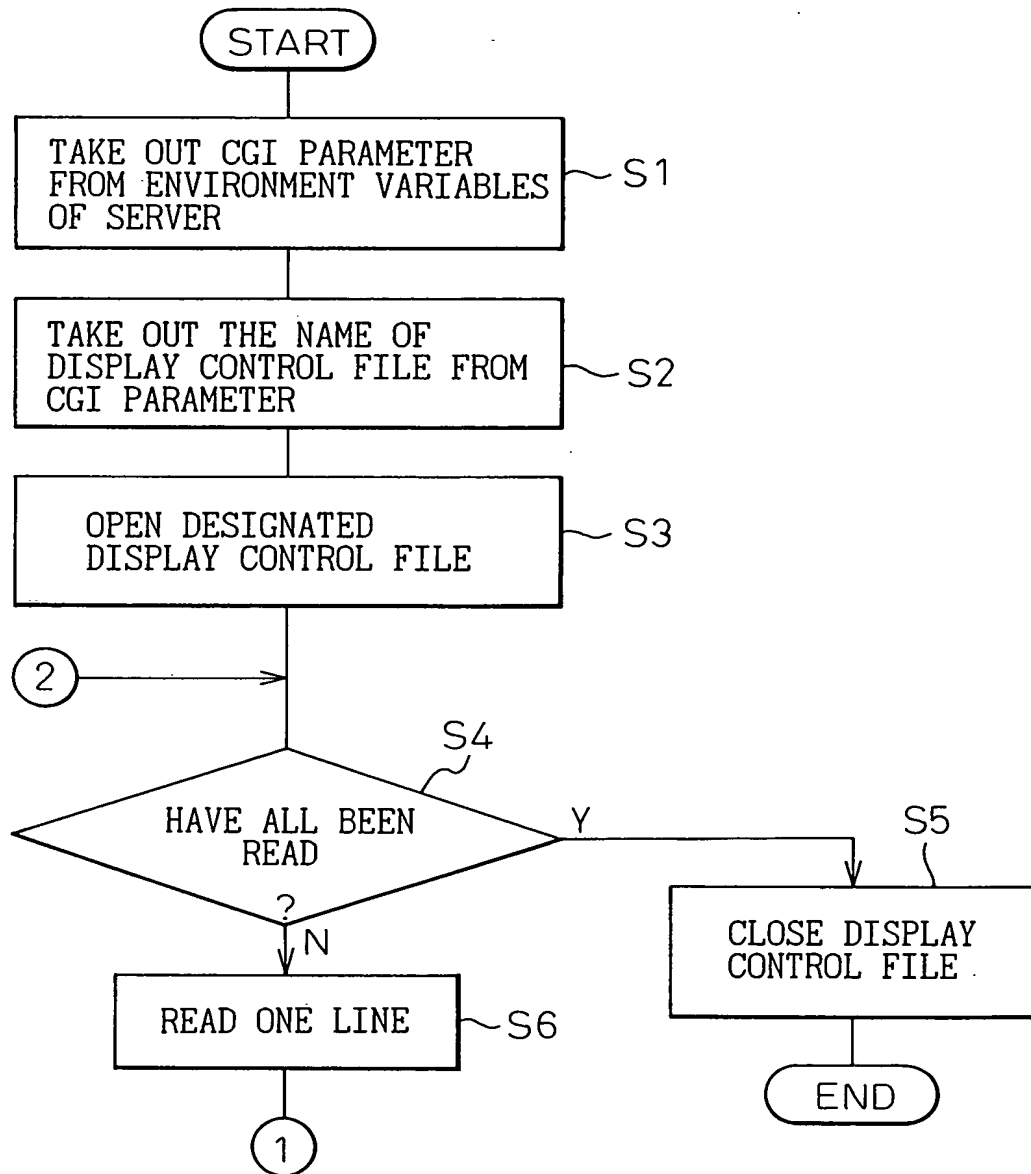 START
TAKE OUT CGI PARAMETER
FROM ENVIRONMENT VARIABLES
OF SERVER
S1
TAKE OUT THE NAME OF
DISPLAY CONTROL FILE FROM
CGI PARAMETER
S2
OPEN DESIGNATED
DISPLAY CONTROL FILE
S3
2
S4
HAVE ALL BEEN
READ
?
Y
N
S5
CLOSE DISPLAY
CONTROL FILE
READ ONE LINE
S6
END
1